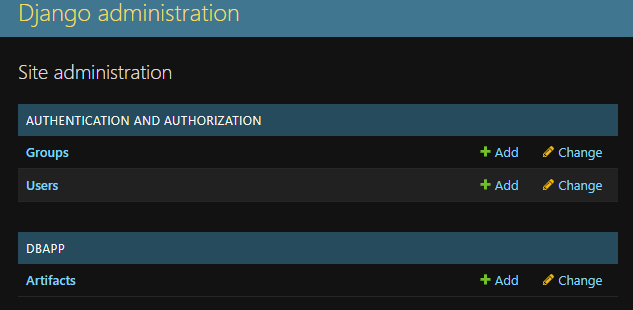 Django administration
Site administration
AUTHENTICATION AND AUTHORIZATION
Groups Add Change
Users Add Change
DBAPP
Artifacts Add Change